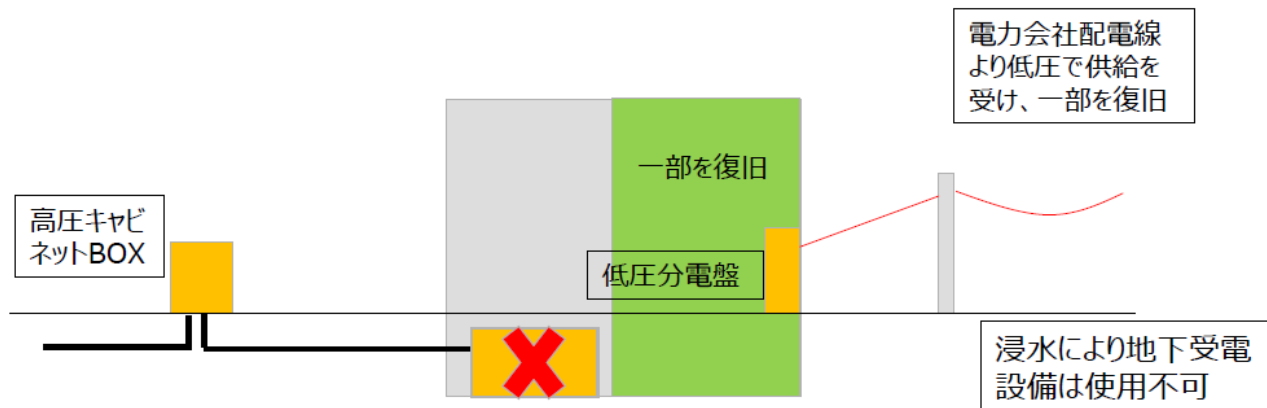 電力会社配電線
より低圧で供給を
受け、一部を復旧
一部を復旧
高圧キャビ
ネットBOX
低圧分電盤
浸水により地下受電
設備は使用不可